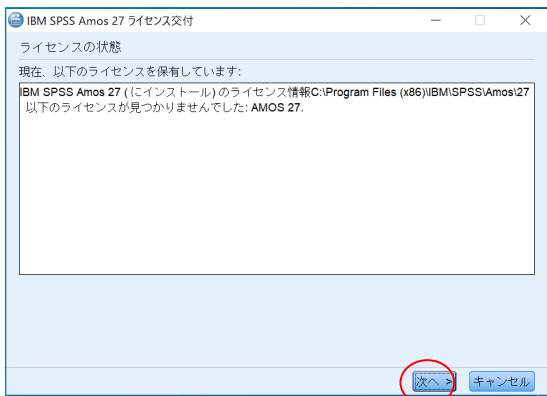 IBM SPSS Amos 27 ライセンス交付
ライセンスの状態
現在、以下のライセンスを保有しています:
IBM SPSS Amos 27 ( にインストール) のライセンス情報C:\Program Files (x86)\IBM\SPSS\Amos\27
以下のライセンスが見つかりませんでした: AMOS 27.
次へ > キャンセル